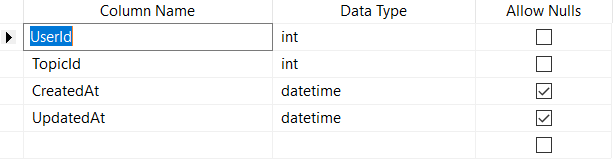 Column Name Data Type Allow Nulls
UserId int
TopicId int
CreatedAt datetime
UpdatedAt datetime